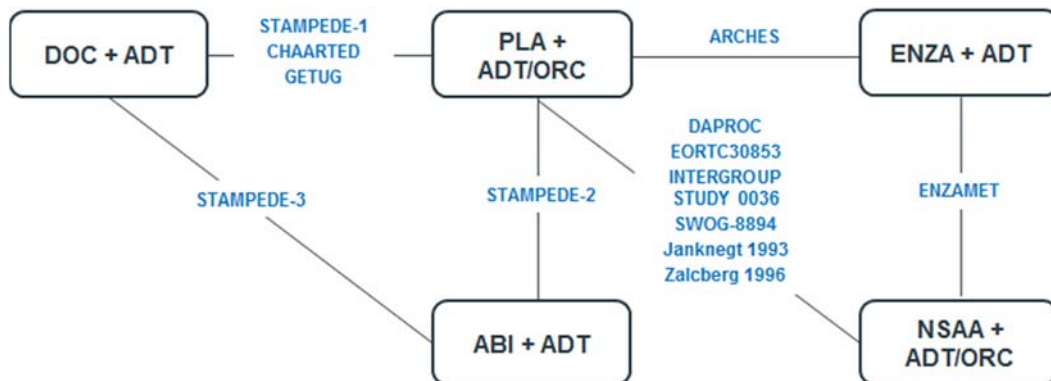 DOC + ADT
STAMPEDE-1
CHAARTED
GETUG
PLA +
ADT/ORC
ARCHES
ENZA + ADT
DAPROC
EORTC30853
INTERGROUP
STUDY 0036
SWOG-8894
Janknegt 1993
Zalcberg 1996
STAMPEDE-3
STAMPEDE-2
ENZAMET
ABI + ADT
NSAA +
ADT/ORC